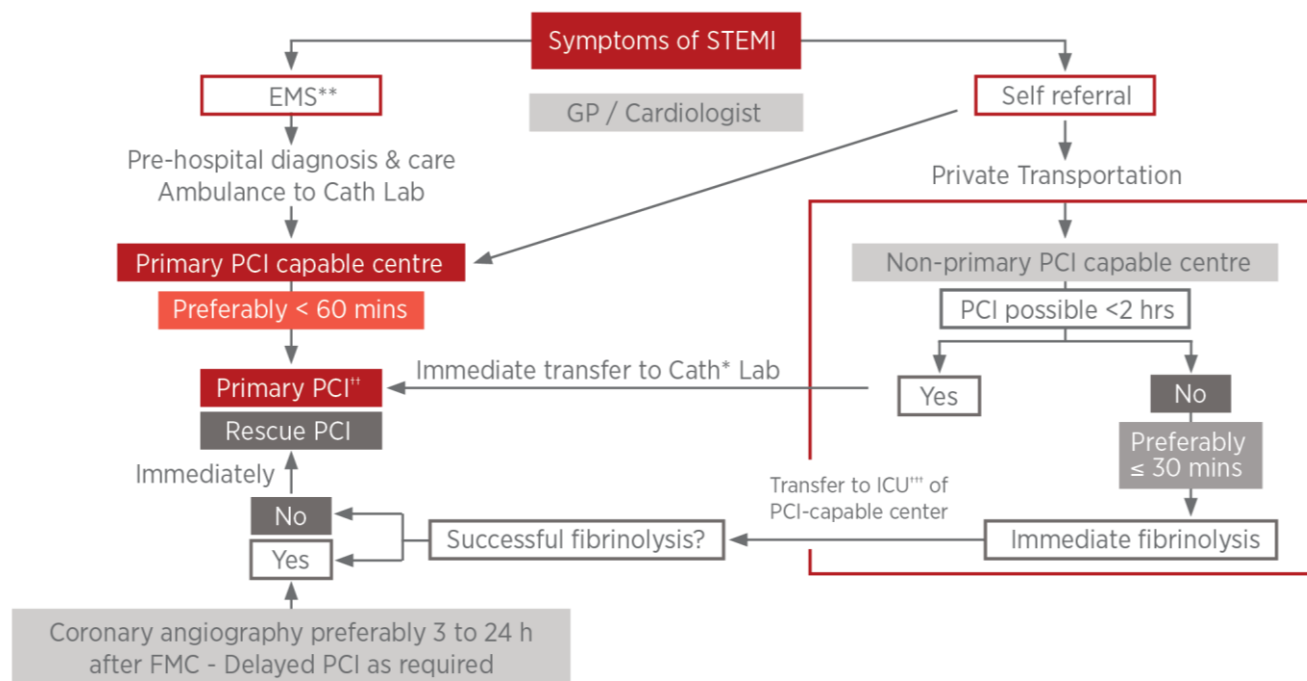 Symptoms of STEMI
EMS**
GP / Cardiologist
Self referral
Pre-hospital diagnosis & care
Ambulance to Cath Lab
Private Transportation
Primary PCI capable centre
Non-primary PCI capable centre
Preferably < 60 mins
PCI possible <2 hrs
Immediate transfer to Cath* Lab
Primary PCI††
Yes
No
Rescue PCI
Preferably
≤ 30 mins
Immediately
Transfer to ICU††† of
PCI-capable center
No
Successful fibrinolysis?
Immediate fibrinolysis
Yes
Coronary angiography preferably 3 to 24 h
after FMC - Delayed PCI as required